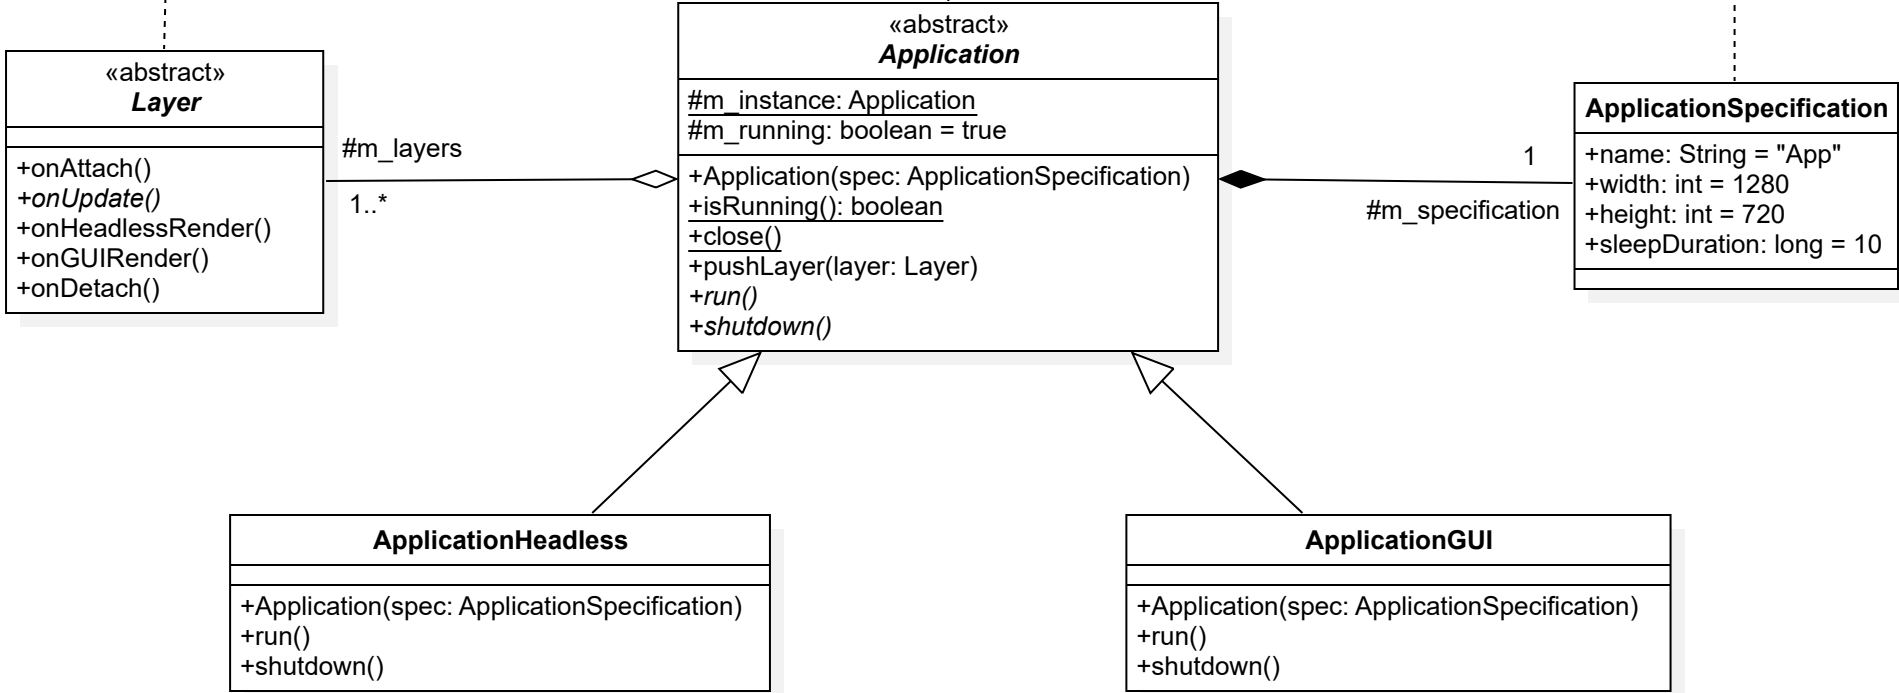 «abstract»
Layer
+onAttach()
+onUpdate()
+onHeadlessRender()
+onGUIRender()
+onDetach()
#m_layers
1..*
«abstract»
Application
#m_instance: Application
#m_running: boolean = true
+Application(spec: ApplicationSpecification)
+isRunning(): boolean
+close()
+pushLayer(layer: Layer)
+run()
+shutdown()
1
#m_specification
ApplicationSpecification
+name: String = "App"
+width: int = 1280
+height: int = 720
+sleepDuration: long = 10
ApplicationHeadless
+Application(spec: ApplicationSpecification)
+run()
+shutdown()
ApplicationGUI
+Application(spec: ApplicationSpecification)
+run()
+shutdown()